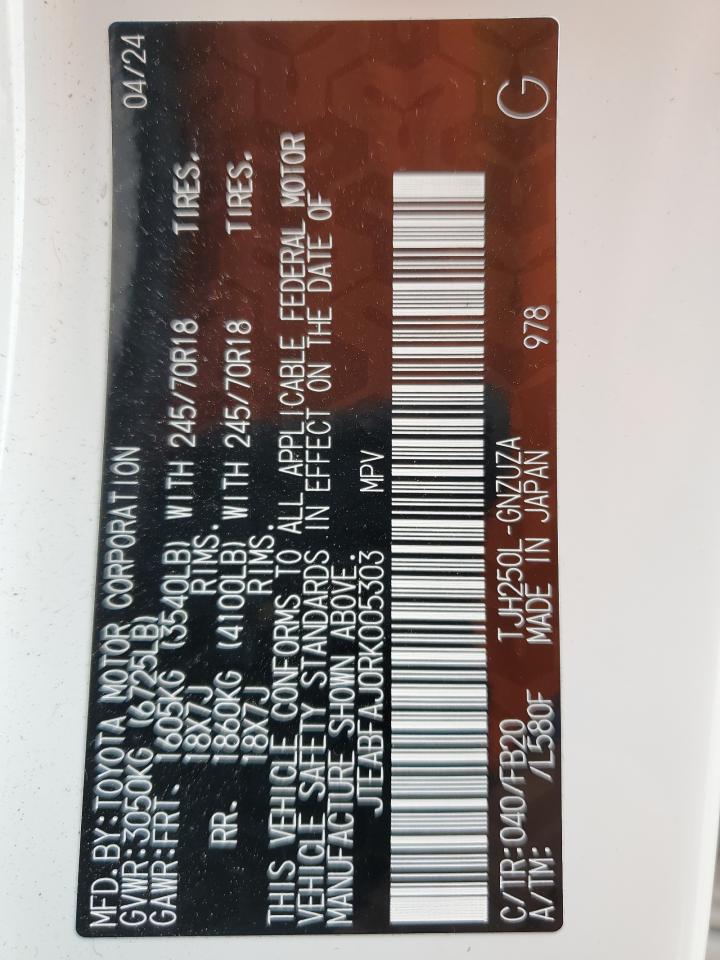 MFD.BY:TOYOTA MOTOR CORPORATION 04/24
GVWR:3050KG (6725LB)
GAWR:FRT. 1605KG (3540LB) WITH 245/70R18 TIRES.
18X7J RIMS.
RR. 1860KG (4100LB) WITH 245/70R18 TIRES.
18X7J RIMS.
THIS VEHICLE CONFORMS TO ALL APPLICABLE FEDERAL MOTOR
VEHICLE SAFETY STANDARDS IN EFFECT ON THE DATE OF
MANUFACTURE SHOWN ABOVE.
JTEABFAJ0RK005303 MPV
C/TR:040/FB20 TJH250L-GNZUZA G
A/TM: /L580F MADE IN JAPAN 978